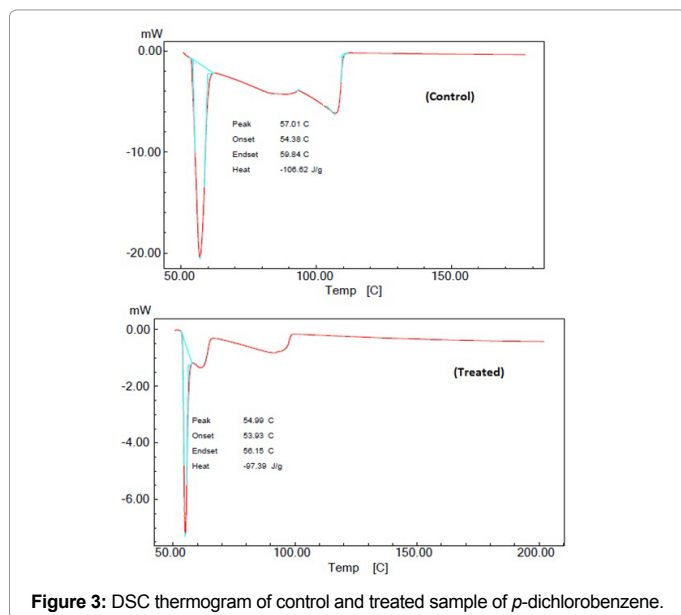 mW
0.00
(Control)
Peak 57.01 C
Onset 54.38 C
Endset 59.84 C
Heat -106.62 J/g
-10.00
-20.00
50.00 100.00 150.00
Temp [C]
mW
0.00
(Treated)
-2.00
Peak 54.99 C
Onset 53.93 C
Endset 56.15 C
Heat -97.39 J/g
-4.00
-6.00
50.00 100.00 150.00 200.00
Temp [C]
Figure 3: DSC thermogram of control and treated sample of p-dichlorobenzene.